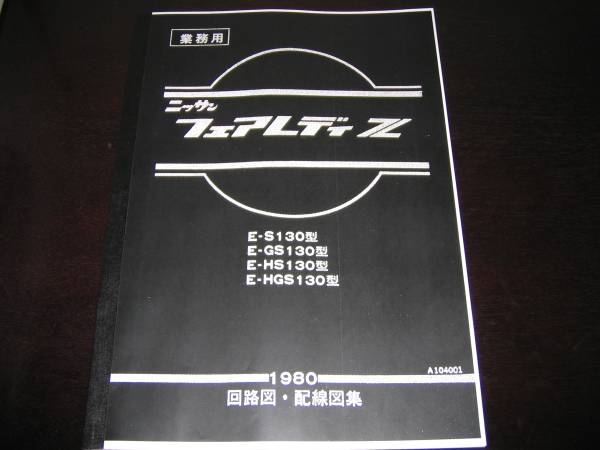 業務用
ニッサン
フェアレディ Z
E-S130型
E-GS130型
E-HS130型
E-HGS130型
A104001
1980
回路図・配線図集